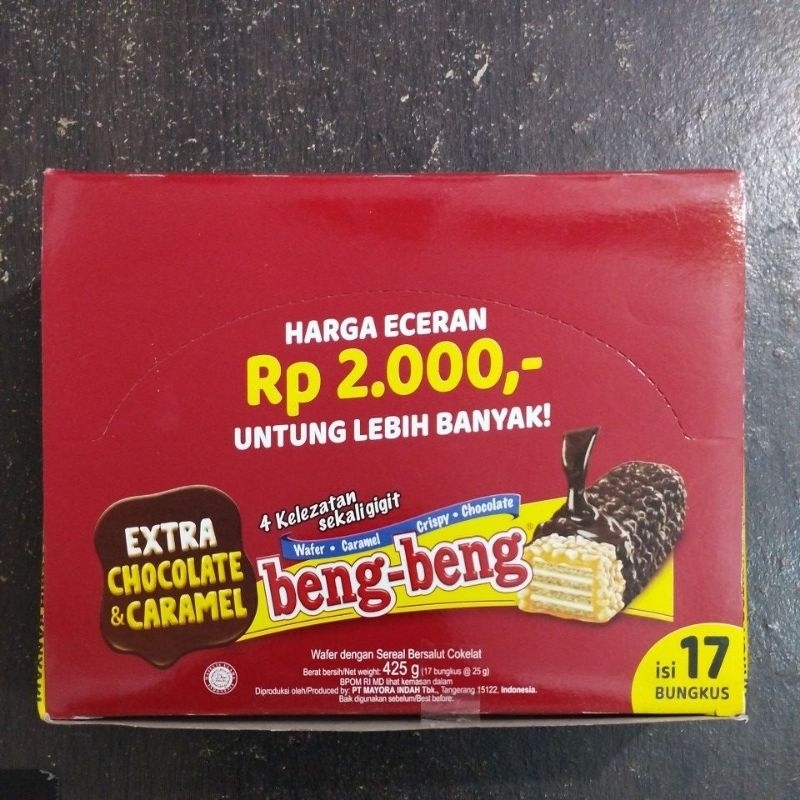 HARGA ECERAN
Rp 2.000,-
UNTUNG LEBIH BANYAK!
4 Kelezatan
sekali gigit
Wafer • Caramel Crispy • Chocolate
beng-beng®
EXTRA
CHOCOLATE
& CARAMEL
Wafer dengan Sereal Bersalut Cokelat
Berat bersih/Net weight: 425 g (17 bungkus @ 25 g)
BPOM RI MD lihat kemasan dalam
Diproduksi oleh/Produced by: PT MAYORA INDAH Tbk., Tangerang 15122, Indonesia.
Baik digunakan sebelum/Best before:
isi 17
BUNGKUS